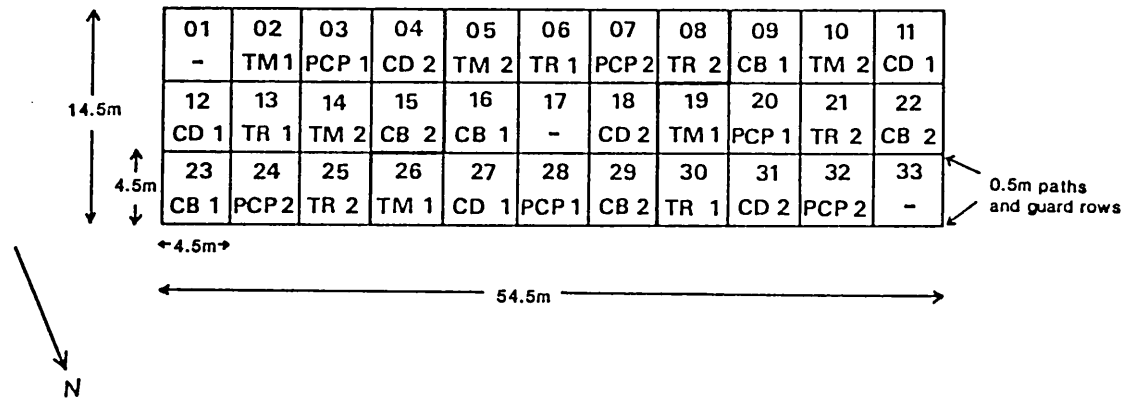 01 02 03 04 05 06 07 08 09 10 11
- TM 1 PCP 1 CD 2 TM 2 TR 1 PCP 2 TR 2 CB 1 TM 2 CD 1
14.5m
12 13 14 15 16 17 18 19 20 21 22
CD 1 TR 1 TM 2 CB 2 CB 1 - CD 2 TM 1 PCP 1 TR 2 CB 2
4.5m
23 24 25 26 27 28 29 30 31 32 33
CB 1 PCP 2 TR 2 TM 1 CD 1 PCP 1 CB 2 TR 1 CD 2 PCP 2 -
0.5m paths
and guard rows
4.5m
54.5m
N